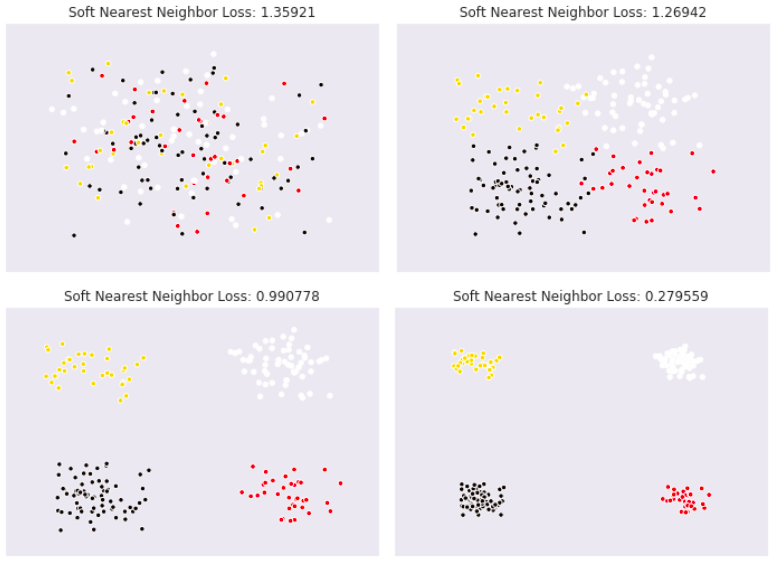 Soft Nearest Neighbor Loss: 1.35921
Soft Nearest Neighbor Loss: 1.26942
Soft Nearest Neighbor Loss: 0.990778
Soft Nearest Neighbor Loss: 0.279559